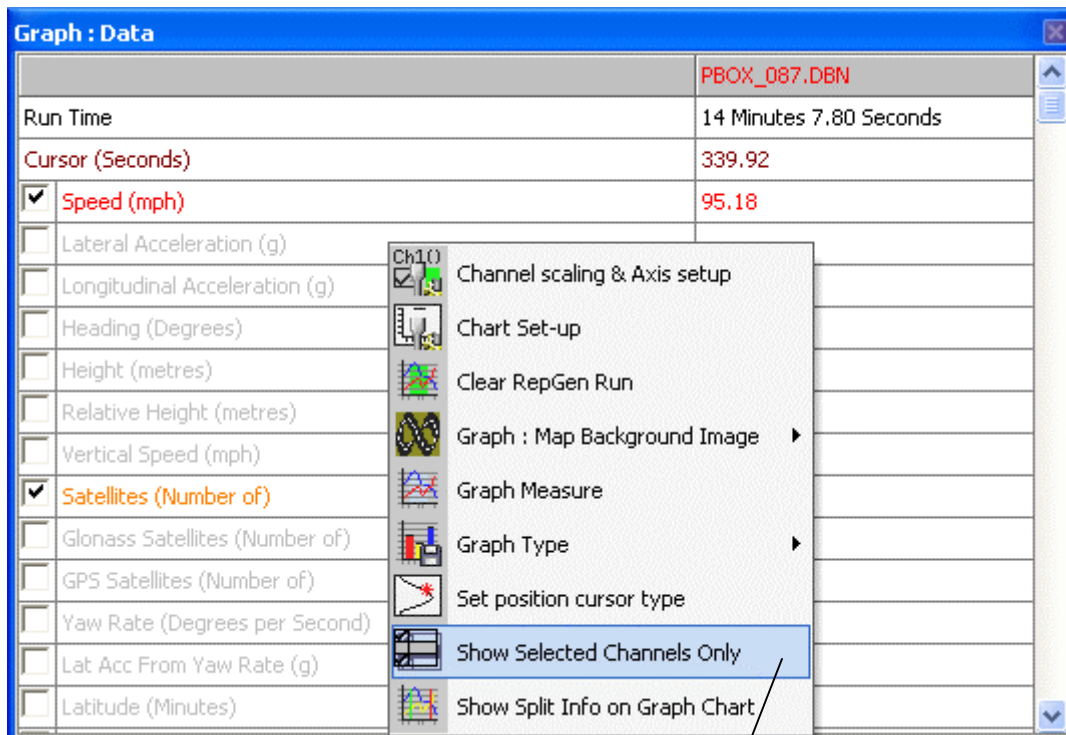 Graph : Data
PBOX_087.DBN
Run Time 14 Minutes 7.80 Seconds
Cursor (Seconds) 339.92
Speed (mph) 95.18
Lateral Acceleration (g)
Longitudinal Acceleration (g)
Heading (Degrees)
Height (metres)
Relative Height (metres)
Vertical Speed (mph)
Satellites (Number of)
Glonass Satellites (Number of)
GPS Satellites (Number of)
Yaw Rate (Degrees per Second)
Lat Acc From Yaw Rate (g)
Latitude (Minutes)
Ch1()
Channel scaling & Axis setup
Chart Set-up
Clear RepGen Run
Graph : Map Background Image
Graph Measure
Graph Type
Set position cursor type
Show Selected Channels Only
Show Split Info on Graph Chart